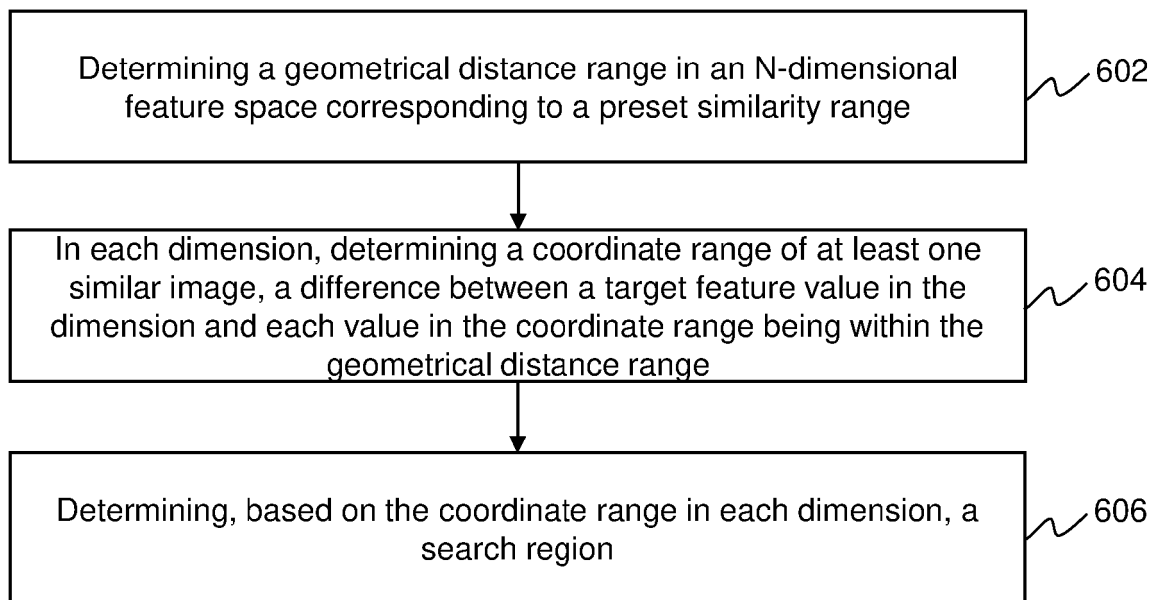 Determining a geometrical distance range in an N-dimensional
feature space corresponding to a preset similarity range
602
In each dimension, determining a coordinate range of at least one
similar image, a difference between a target feature value in the
dimension and each value in the coordinate range being within the
geometrical distance range
604
Determining, based on the coordinate range in each dimension, a
search region
606